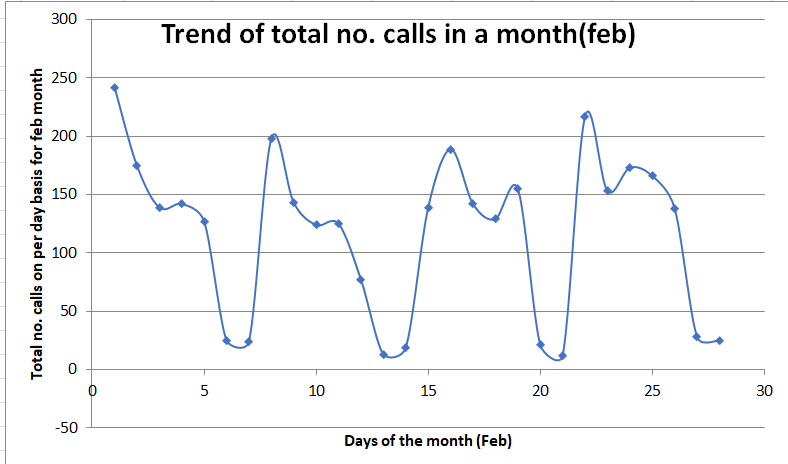 Trend of total no. calls in a month(feb)
Total no. calls on per day basis for feb month
300
250
200
150
100
50
0
-50
0 5 10 15 20 25 30
Days of the month (Feb)